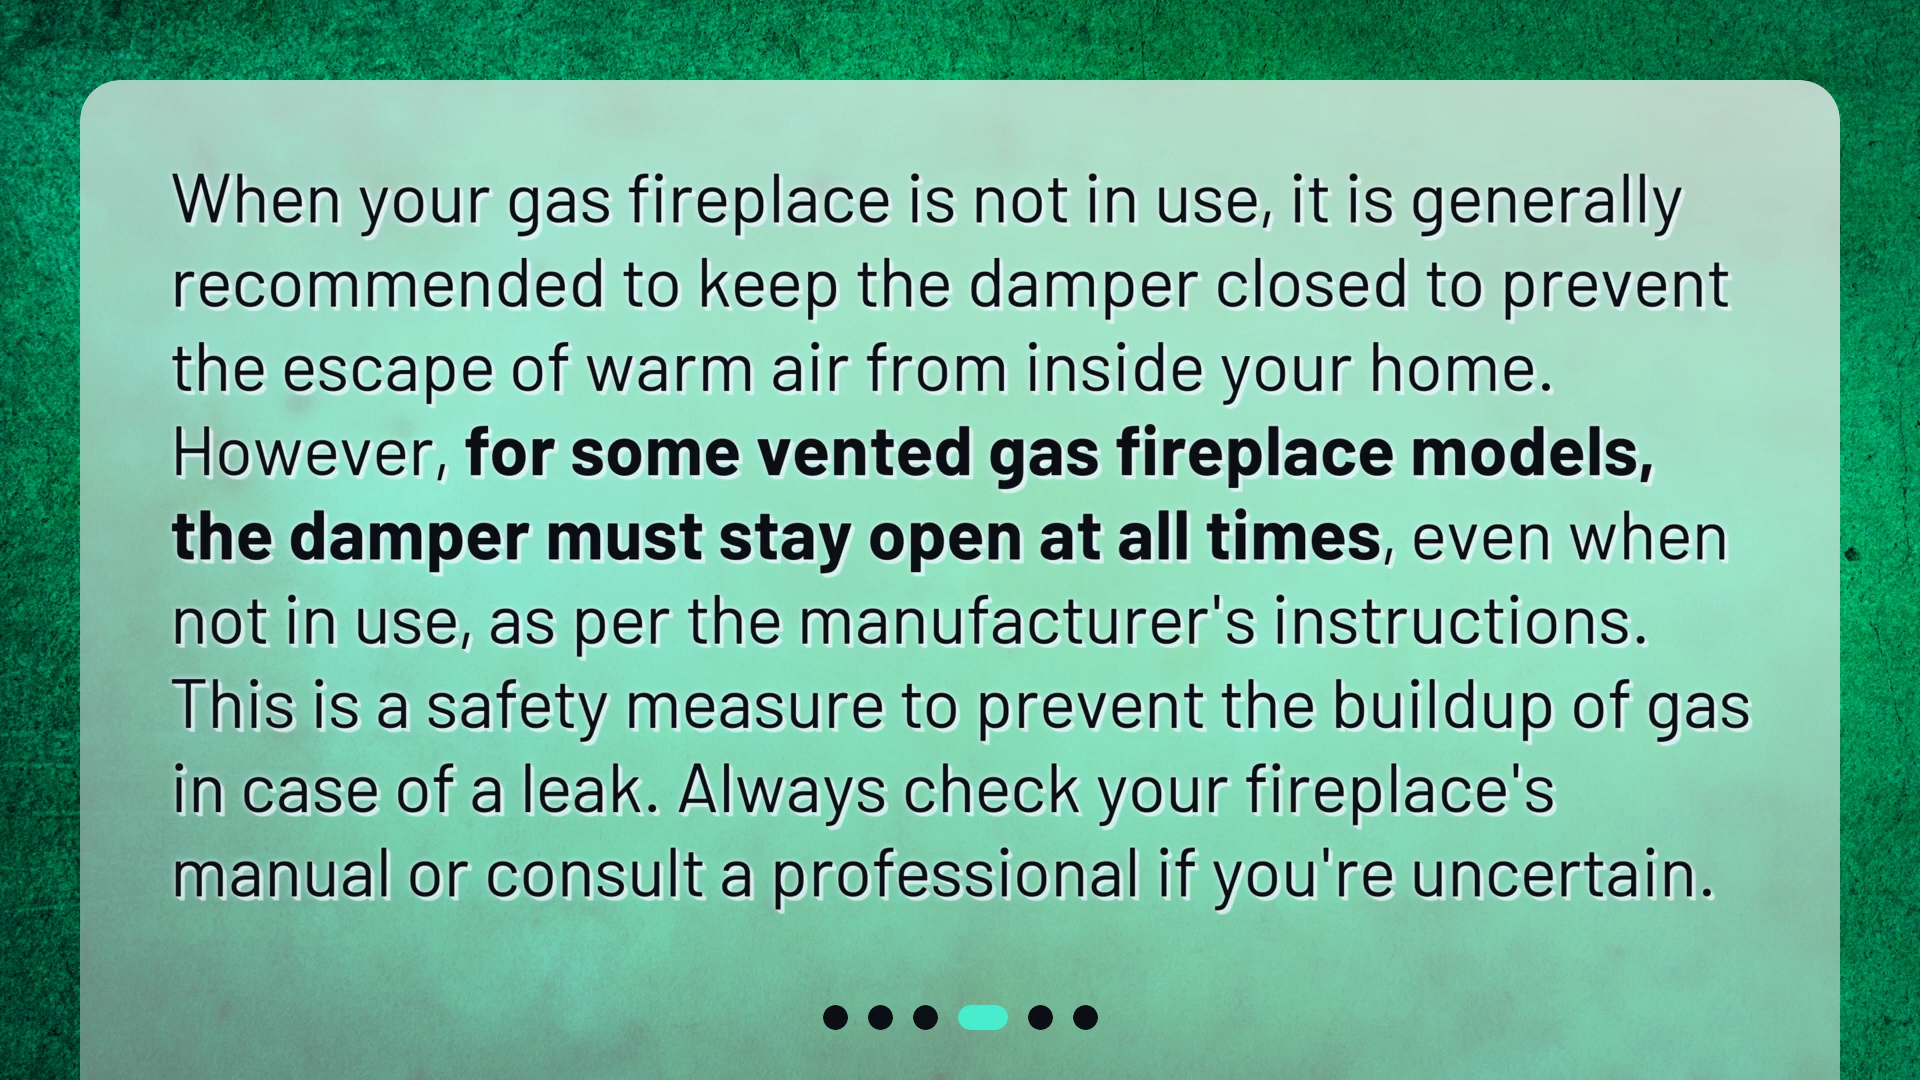 When your gas fireplace is not in use, it is generally
recommended to keep the damper closed to prevent
the escape of warm air from inside your home.
However, for some vented gas fireplace models,
the damper must stay open at all times, even when
not in use, as per the manufacturer's instructions.
This is a safety measure to prevent the buildup of gas
in case of a leak. Always check your fireplace's
manual or consult a professional if you're uncertain.